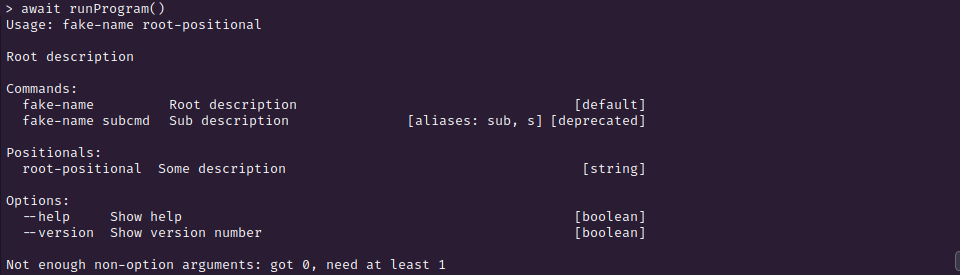 > await runProgram()
Usage: fake-name root-positional
Root description
Commands:
fake-name Root description [default]
fake-name subcmd Sub description [aliases: sub, s] [deprecated]
Positionals:
root-positional Some description [string]
Options:
--help Show help [boolean]
--version Show version number [boolean]
Not enough non-option arguments: got 0, need at least 1